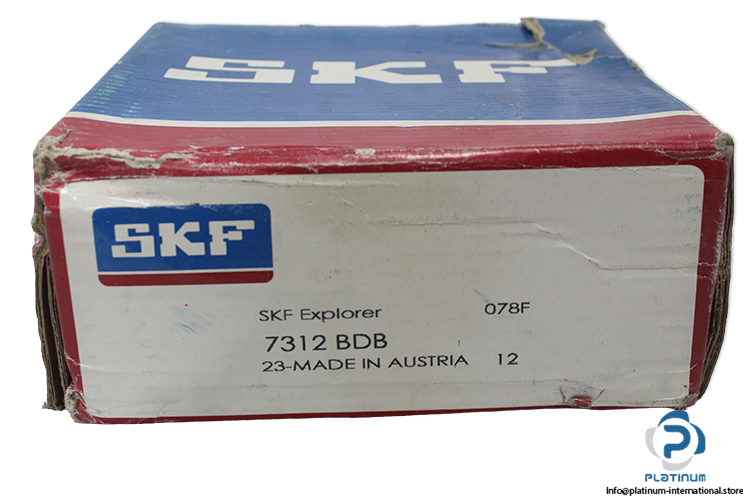 SKF
SKF
SKF Explorer 078F
7312 BDB
23-MADE IN AUSTRIA 12
PLATINUM
Info@platinum-international.store